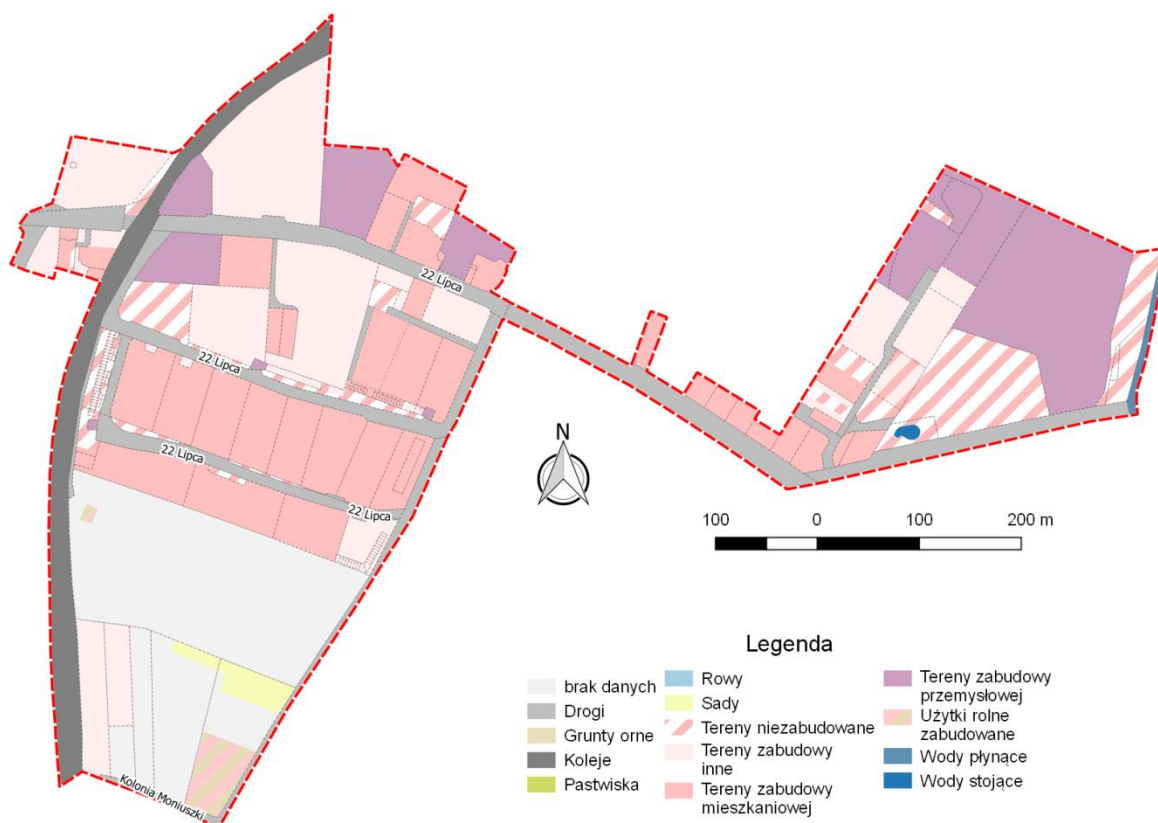 22 Lipca
22 Lipca
22 Lipca
22 Lipca
N
100 0 100 200 m
Kolonia Moniuszki
Legenda
brak danych
Drogi
Grunty orne
Koleje
Pastwiska
Rowy
Sady
Tereny niezabudowane
Tereny zabudowy
inne
Tereny zabudowy
mieszkaniowej
Tereny zabudowy
przemysłowej
Użytki rolne
zabudowane
Wody płynące
Wody stojące